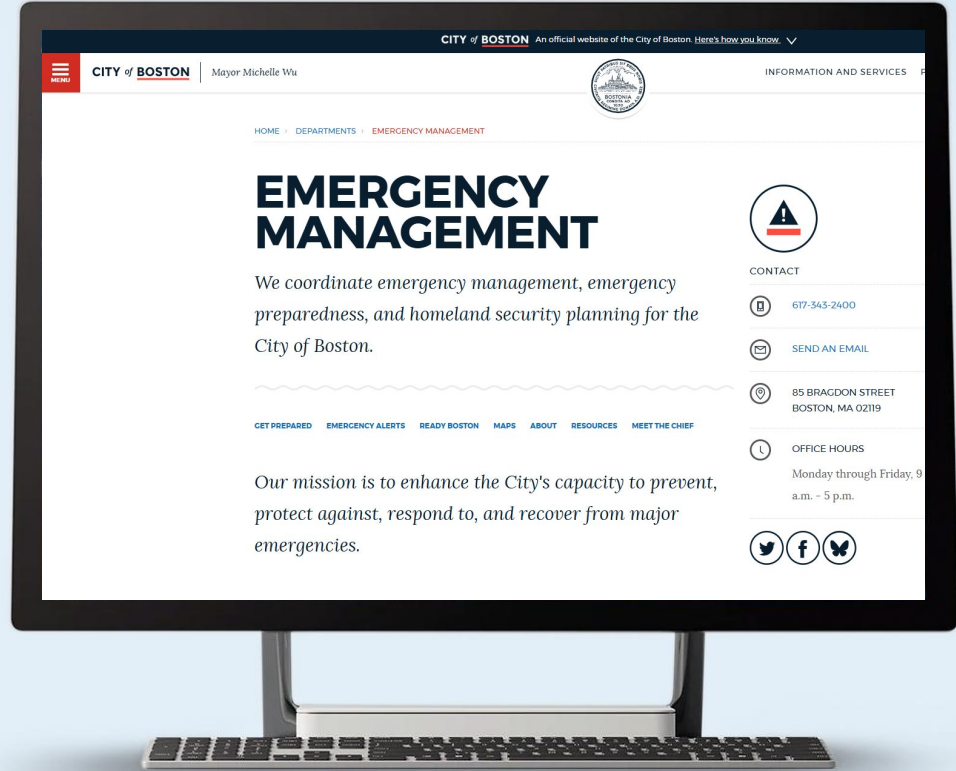 CITY of BOSTON An official website of the City of Boston. Here's how you know
MENU
CITY of BOSTON
Mayor Michelle Wu
BOSTONIA
CONDITA AD
1630
INFORMATION AND SERVICES
HOME
DEPARTMENTS
EMERGENCY MANAGEMENT
EMERGENCY
MANAGEMENT
We coordinate emergency management, emergency
preparedness, and homeland security planning for the
City of Boston.
GET PREPARED EMERGENCY ALERTS READY BOSTON MAPS ABOUT RESOURCES MEET THE CHIEF
Our mission is to enhance the City's capacity to prevent,
protect against, respond to, and recover from major
emergencies.
CONTACT
617-343-2400
SEND AN EMAIL
85 BRAGDON STREET
BOSTON, MA 02119
OFFICE HOURS
Monday through Friday, 9
a.m. - 5 p.m.